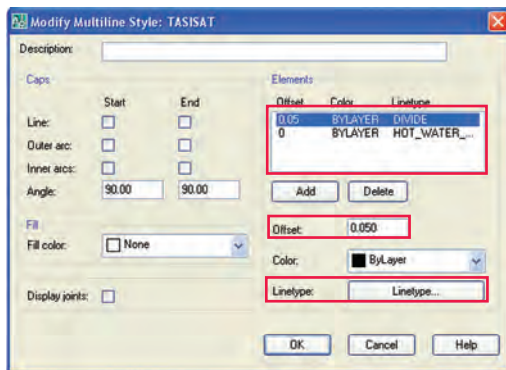 Modify Multiline Style: TASISAT
Description:
Caps
Start End
Line:
Outer arc:
Inner arcs:
Angle: 90.00 90.00
Fill
Fill color: None
Display joints:
Elements
Offset Color Linetype
0.05 BYLAYER DIVIDE
0 BYLAYER HOT_WATER_...
Add Delete
Offset: 0.050
Color: ByLayer
Linetype: Linetype...
OK Cancel Help